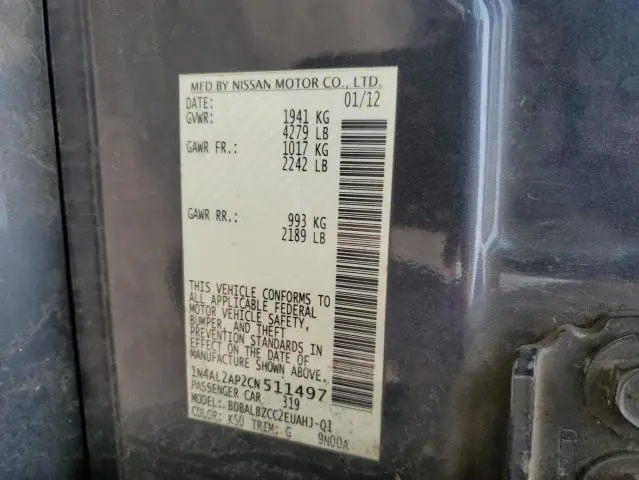 MFD BY NISSAN MOTOR CO., LTD.
DATE: 01/12
GVWR: 1941 KG
4279 LB
GAWR FR.: 1017 KG
2242 LB
GAWR RR.: 993 KG
2189 LB
THIS VEHICLE CONFORMS TO
ALL APPLICABLE FEDERAL
MOTOR VEHICLE SAFETY,
BUMPER, AND THEFT
PREVENTION STANDARDS IN
EFFECT ON THE DATE OF
MANUFACTURE SHOWN ABOVE.
1N4AL2AP2CN511497
PASSENGER CAR 319
MODEL: BDBALBZCC2EUAHJ-Q1
COLOR: K50 TRIM: G 9N00A
P